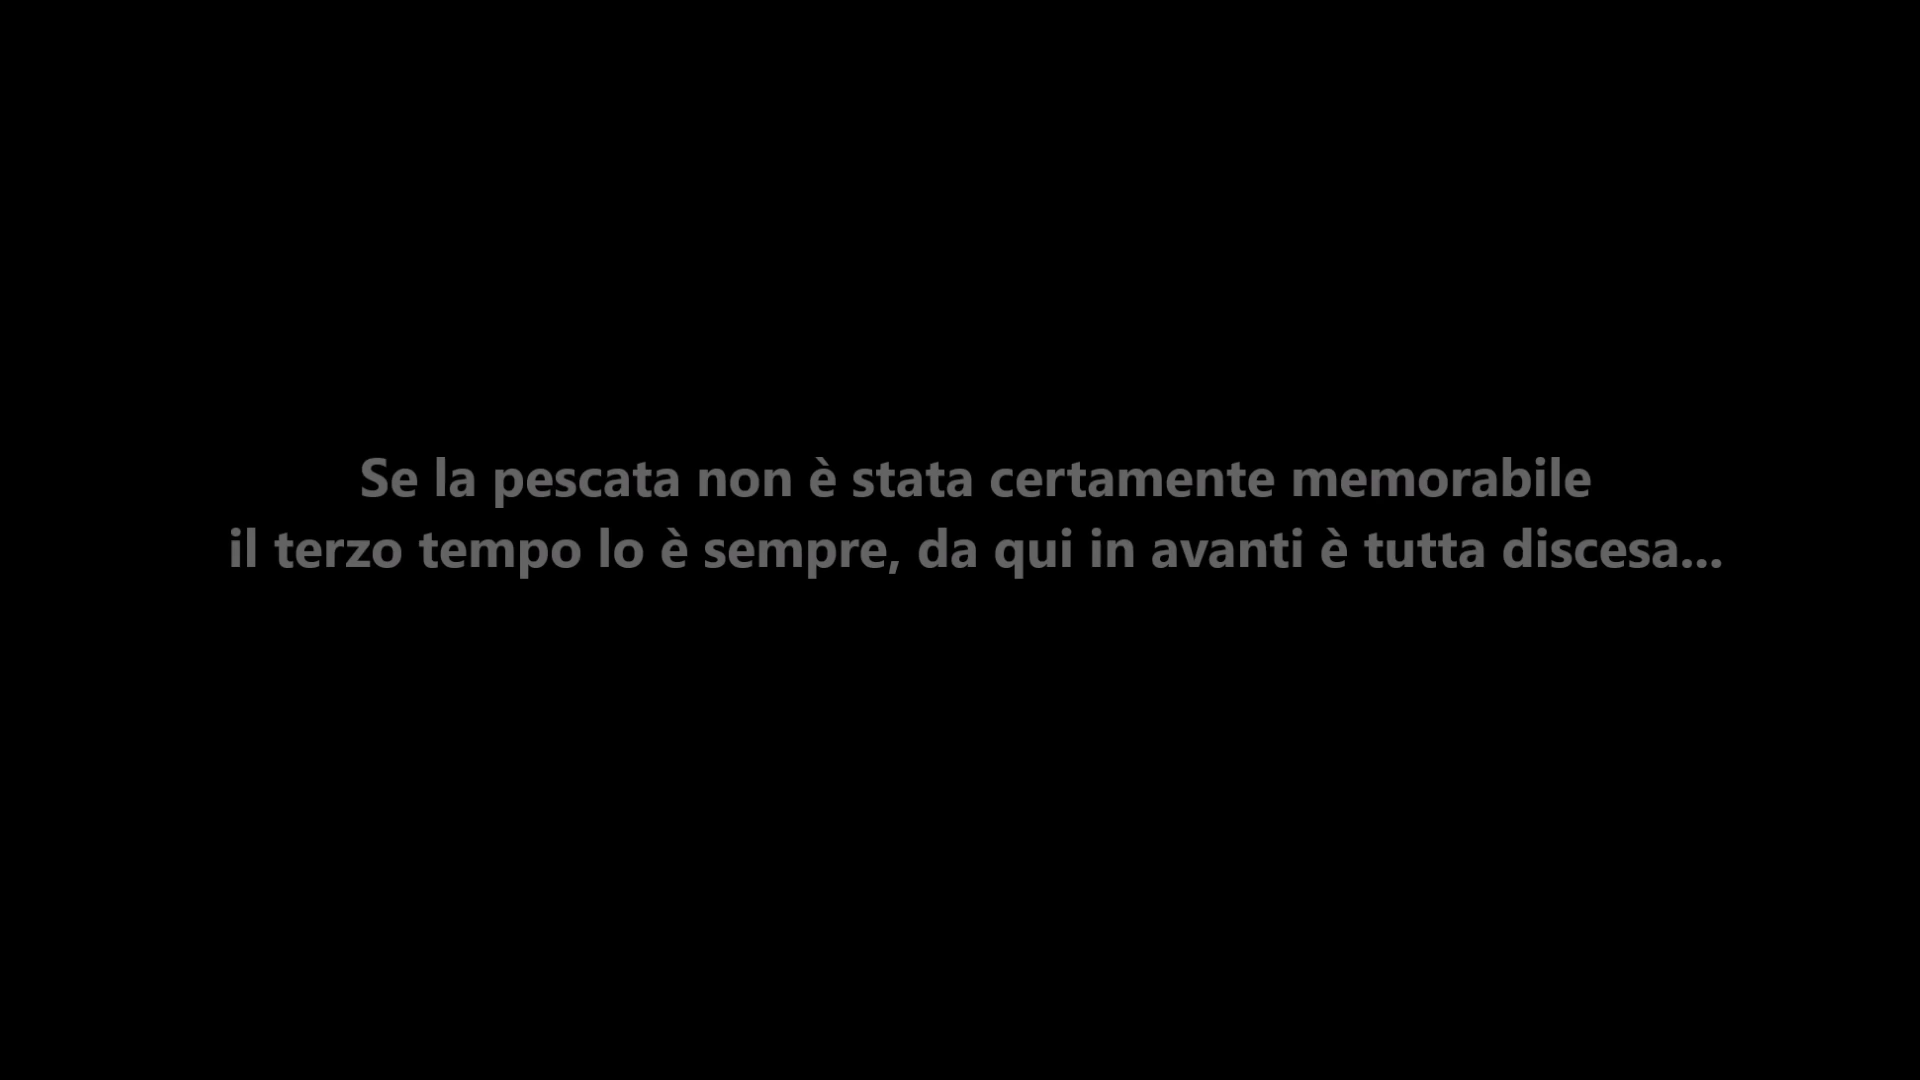 Se la pescata non è stata certamente memorabile
il terzo tempo lo è sempre, da qui in avanti è tutta discesa...